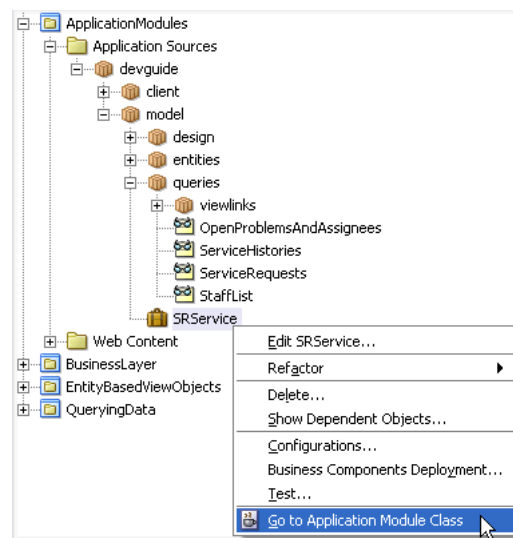 ApplicationModules
Application Sources
devguide
client
model
design
entities
queries
viewlinks
OpenProblemsAndAssignees
ServiceHistories
ServiceRequests
StaffList
SRService
Web Content
BusinessLayer
EntityBasedViewObjects
QueryingData
Edit SRService...
Refactor
Delete...
Show Dependent Objects...
Configurations...
Business Components Deployment...
Test...
Go to Application Module Class